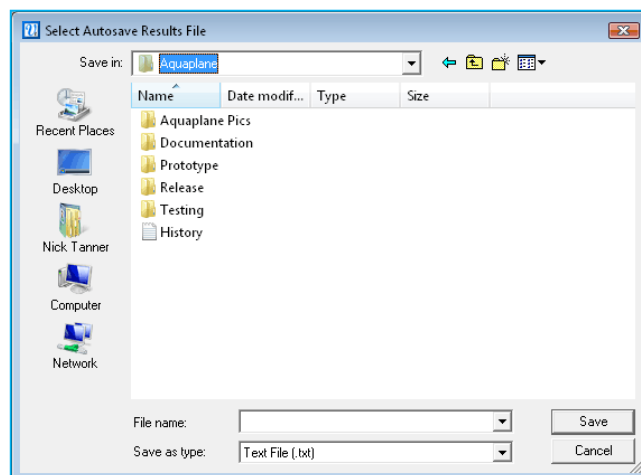 Select Autosave Results File
Save in: Aquaplane
Name Date modif... Type Size
Recent Places
Desktop
Nick Tanner
Computer
Network
Aquaplane Pics
Documentation
Prototype
Release
Testing
History
File name: Save
Save as type: Text File (.txt) Cancel